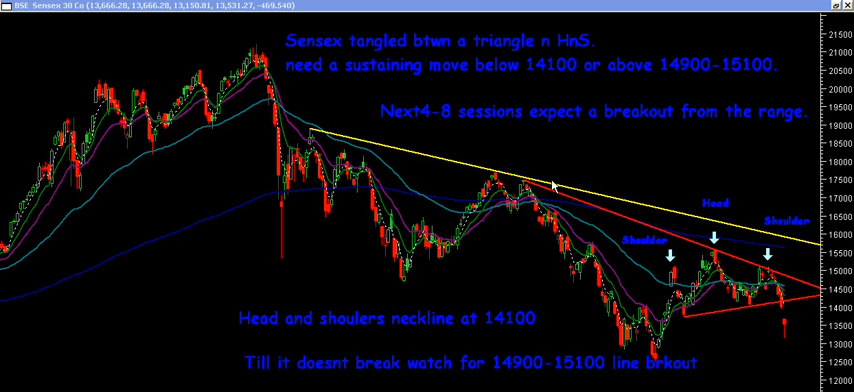 BSE Sensex 30 Co (13,666.28, 13,666.28, 13,150.81, 13,531.27, -469.540)
Sensex tangled btwn a triangle n HnS.
need a sustaining move below 14100 or above 14900-15100.
Next4-8 sessions expect a breakout from the range.
Head
Shoulder
Shoulder
Head and shoulers neckline at 14100
Till it doesnt break watch for 14900-15100 line brkout
21500
21000
20500
20000
19500
19000
18500
18000
17500
17000
16500
16000
15500
15000
14500
14000
13500
13000
12500
12000